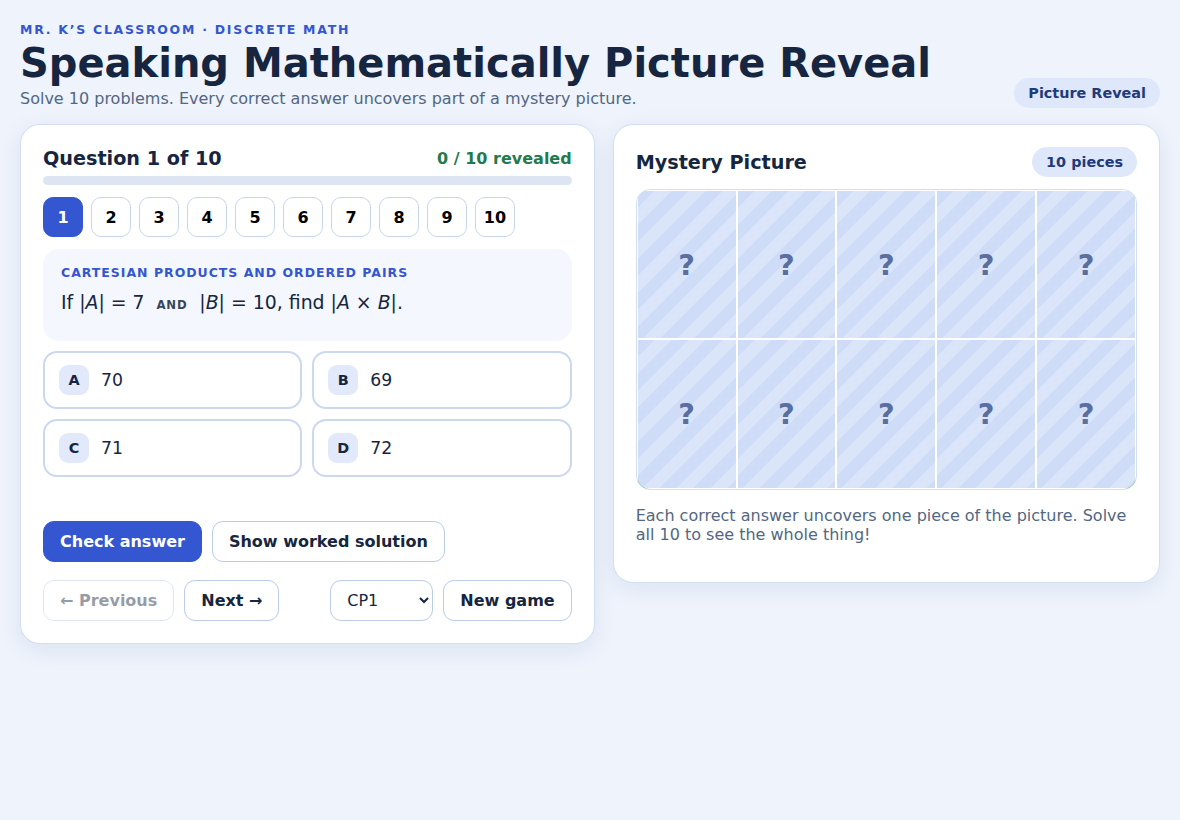 MR. K’S CLASSROOM · DISCRETE MATH
Speaking Mathematically Picture Reveal
Solve 10 problems. Every correct answer uncovers part of a mystery picture.
Picture Reveal
Question 1 of 10
0 / 10 revealed
1 2 3 4 5 6 7 8 9 10
CARTESIAN PRODUCTS AND ORDERED PAIRS
If |A| = 7 AND |B| = 10, find |A × B|.
A 70
B 69
C 71
D 72
Check answer
Show worked solution
← Previous
Next →
CP1
New game
Mystery Picture
10 pieces
? ? ? ? ?
? ? ? ? ?
Each correct answer uncovers one piece of the picture. Solve
all 10 to see the whole thing!